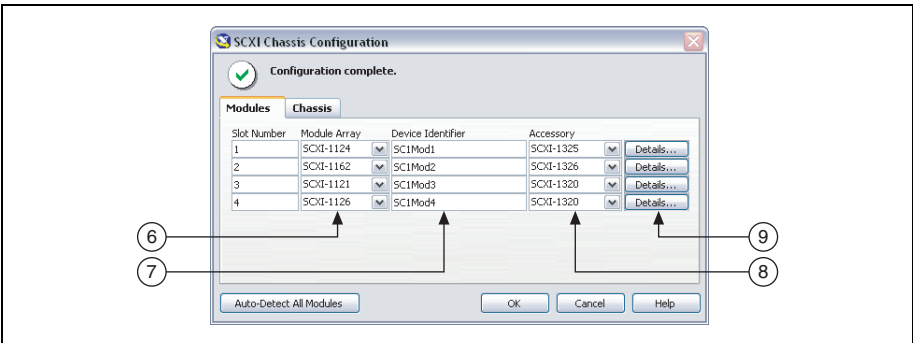 SCXI Chassis Configuration
Configuration complete.
Modules Chassis
Slot Number Module Array Device Identifier Accessory
1 SCXI-1124 SC1Mod1 SCXI-1325 Details...
2 SCXI-1162 SC1Mod2 SCXI-1326 Details...
3 SCXI-1121 SC1Mod3 SCXI-1320 Details...
4 SCXI-1126 SC1Mod4 SCXI-1320 Details...
6 9
7 8
Auto-Detect All Modules OK Cancel Help